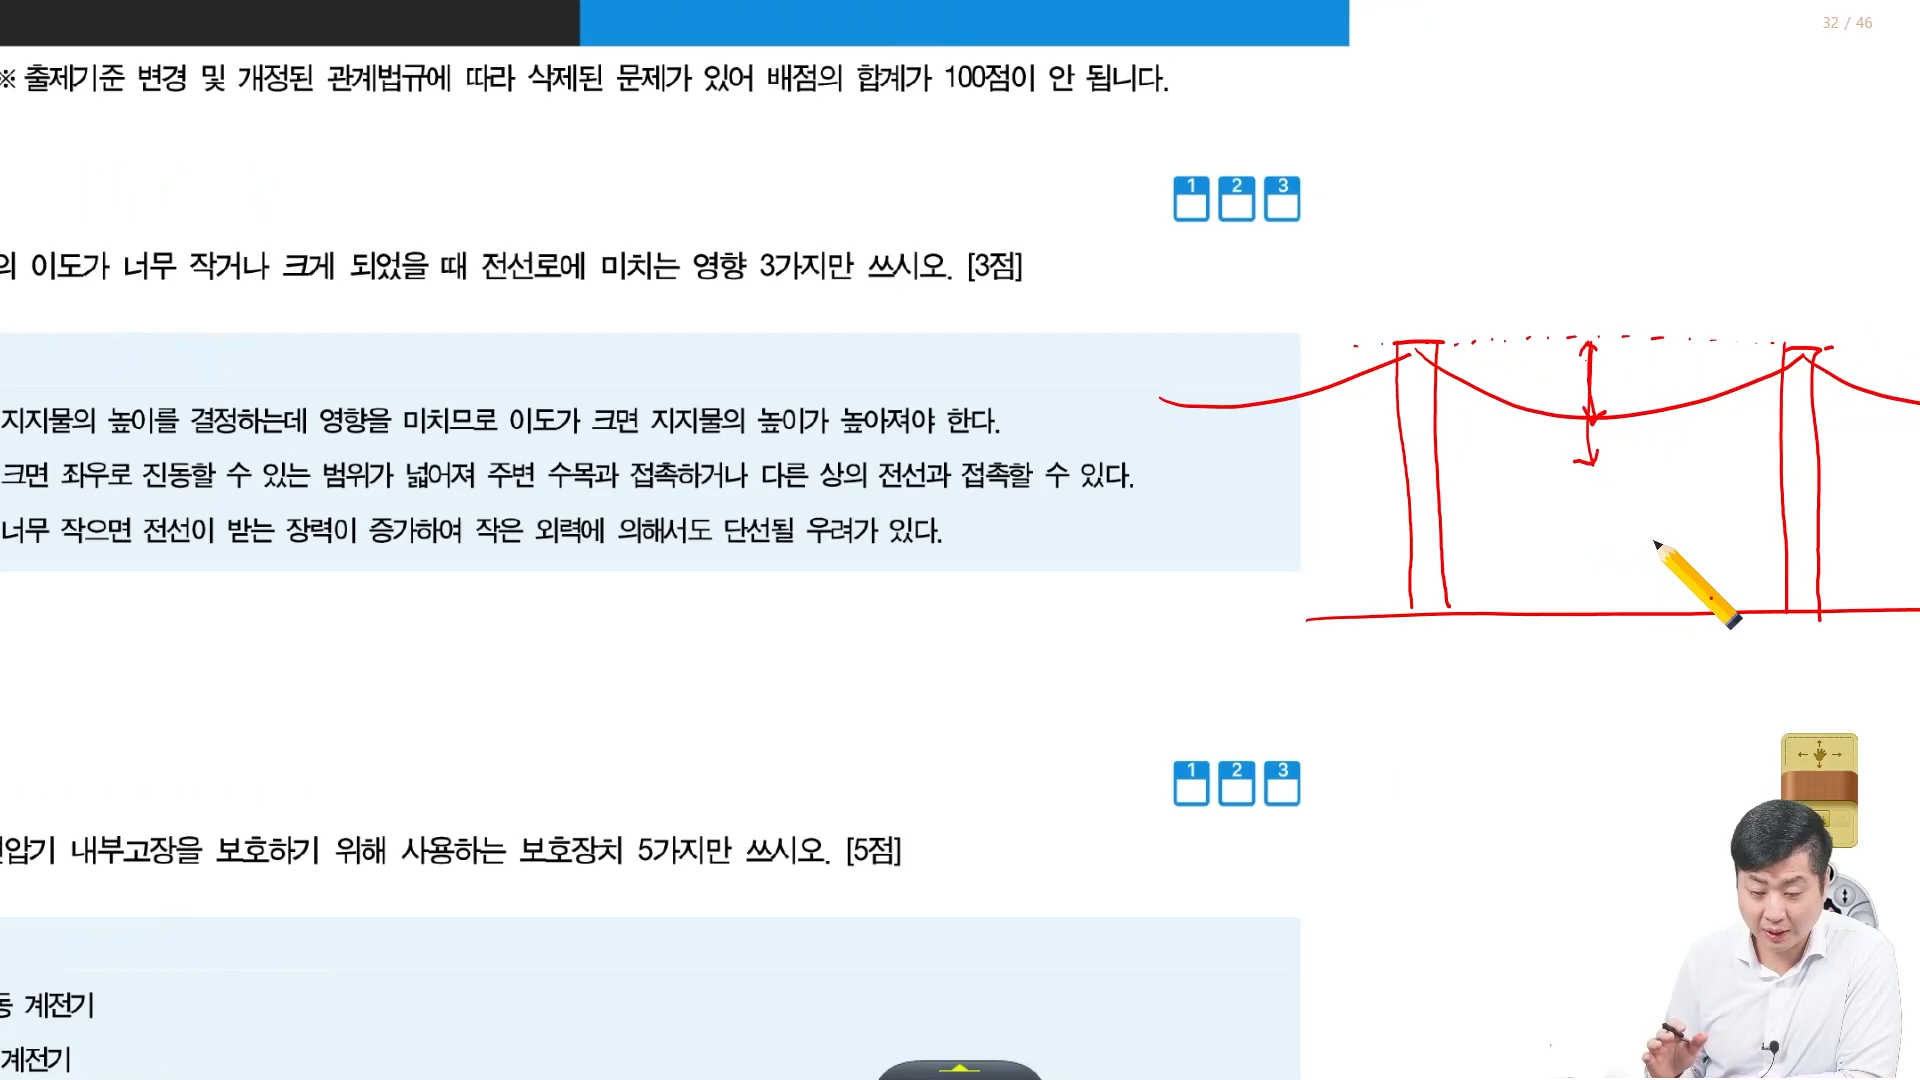 32 / 46
※ 출제기준 변경 및 개정된 관계법규에 따라 삭제된 문제가 있어 배점의 합계가 100점이 안 됩니다.
1 2 3
의 이도가 너무 작거나 크게 되었을 때 전선로에 미치는 영향 3가지만 쓰시오. [3점]
지지물의 높이를 결정하는데 영향을 미치므로 이도가 크면 지지물의 높이가 높아져야 한다.
크면 좌우로 진동할 수 있는 범위가 넓어져 주변 수목과 접촉하거나 다른 상의 전선과 접촉할 수 있다.
너무 작으면 전선이 받는 장력이 증가하여 작은 외력에 의해서도 단선될 우려가 있다.
1 2 3
압기 내부고장을 보호하기 위해 사용하는 보호장치 5가지만 쓰시오. [5점]
계전기
계전기